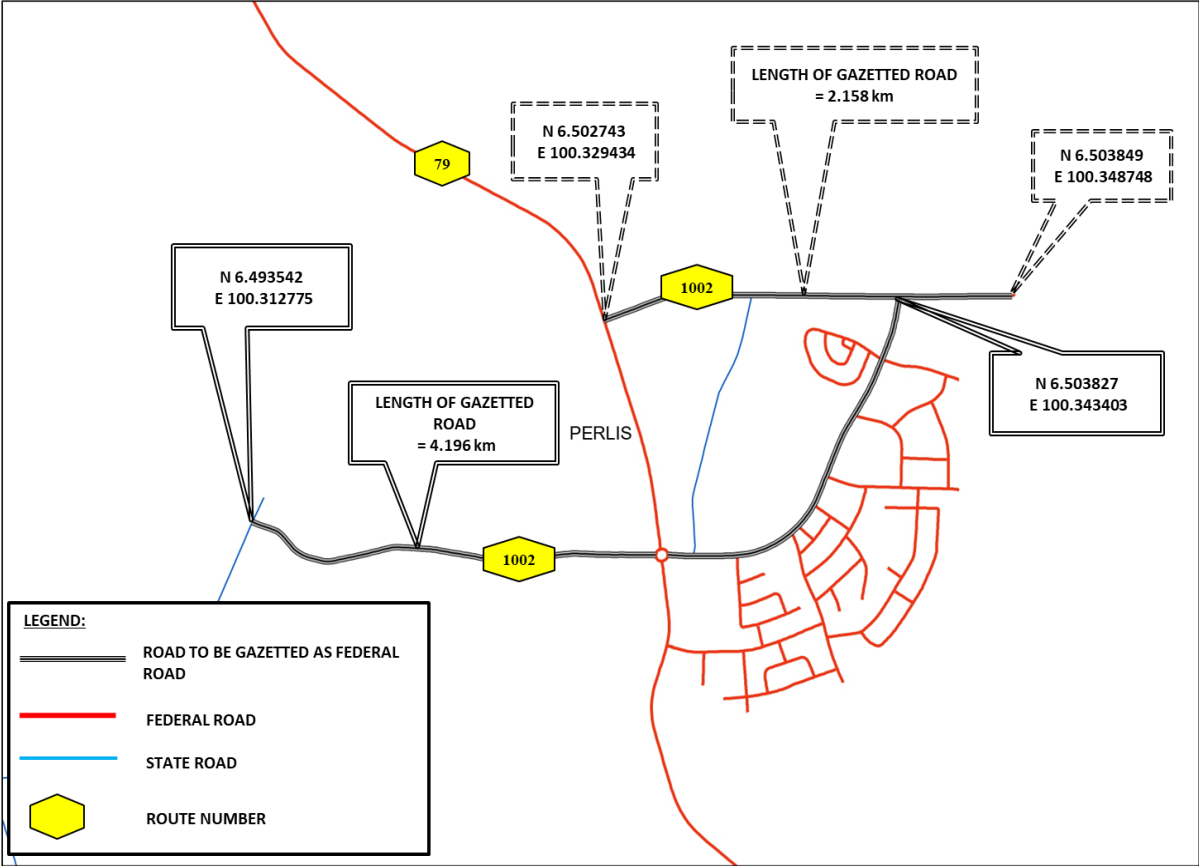 LENGTH OF GAZETTED ROAD
= 2.158 km
N 6.502743
E 100.329434
79
N 6.503849
E 100.348748
N 6.493542
E 100.312775
1002
N 6.503827
E 100.343403
LENGTH OF GAZETTED
ROAD
= 4.196 km
PERLIS
1002
LEGEND:
ROAD TO BE GAZETTED AS FEDERAL
ROAD
FEDERAL ROAD
STATE ROAD
ROUTE NUMBER